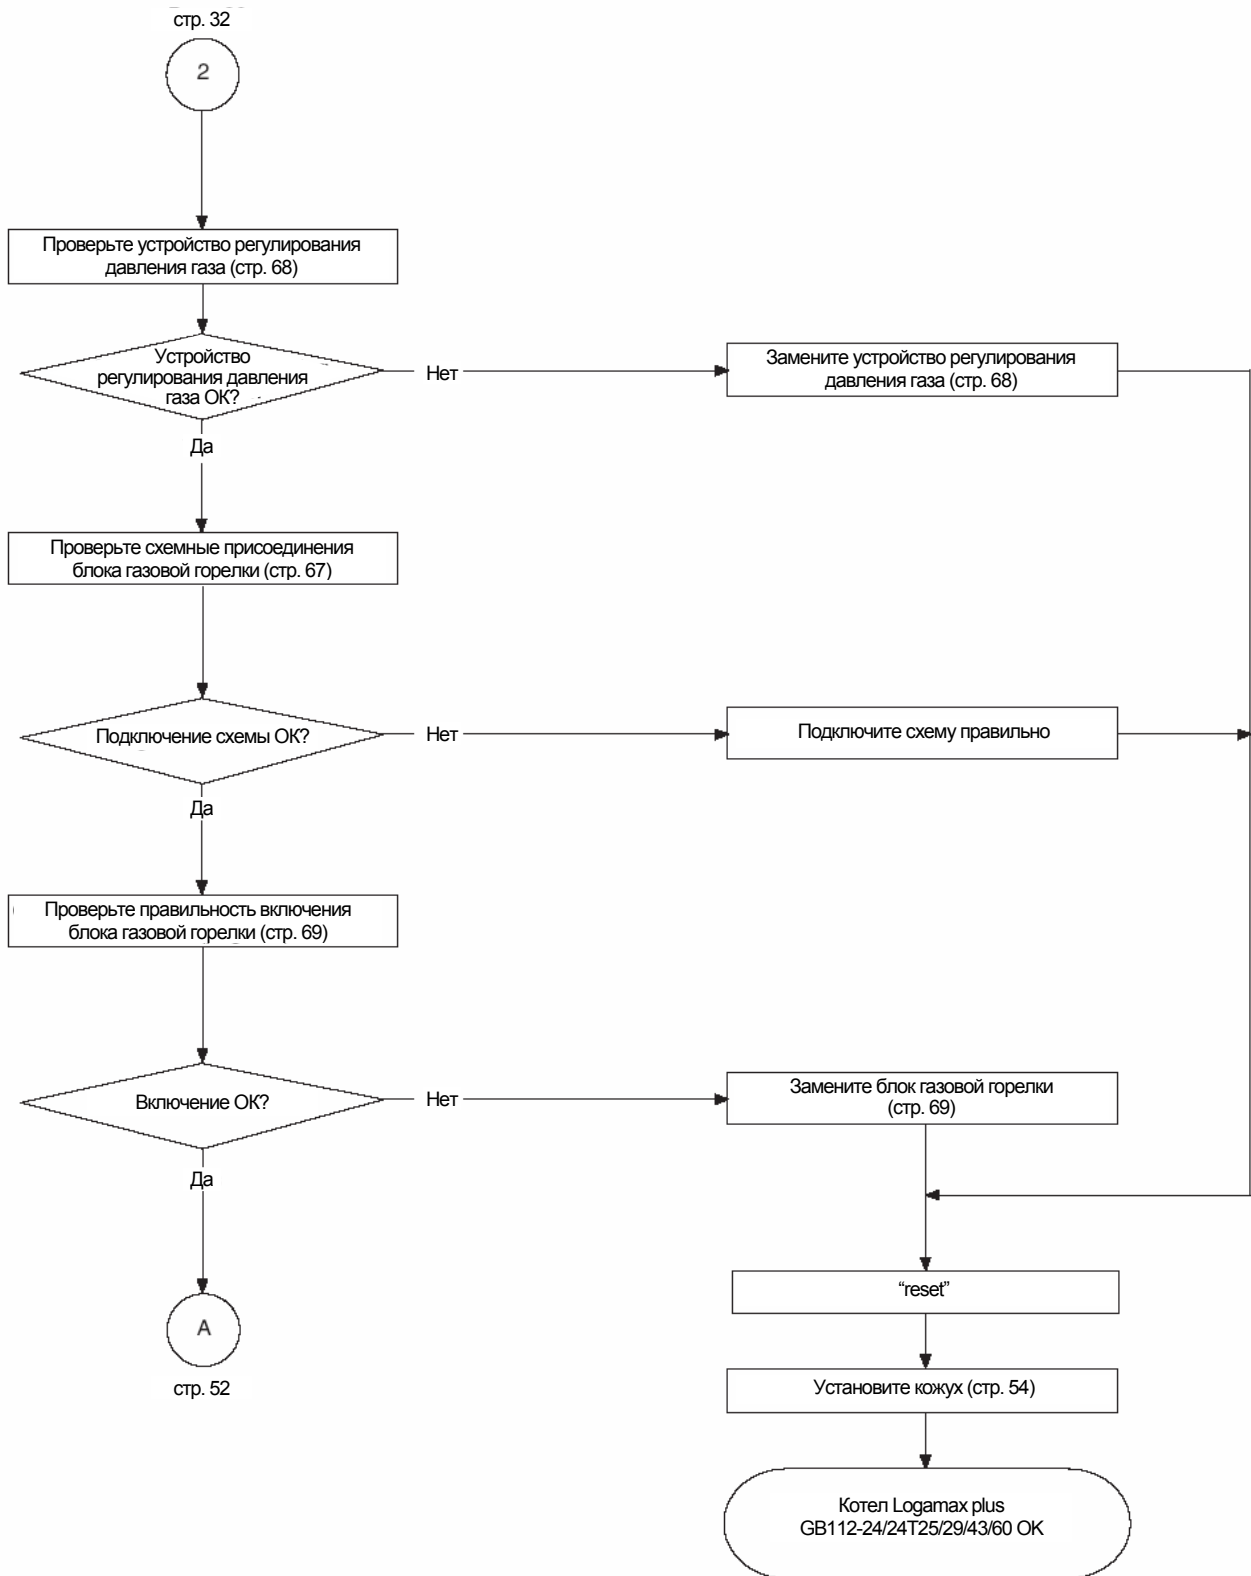 стр. 32
2
Проверьте устройство регулирования
давления газа (стр. 68)
Устройство
регулирования давления
газа ОК?
Нет
Замените устройство регулирования
давления газа (стр. 68)
Да
Проверьте схемные присоединения
блока газовой горелки (стр. 67)
Подключение схемы ОК?
Нет
Подключите схему правильно
Да
Проверьте правильность включения
блока газовой горелки (стр. 69)
Включение ОК?
Нет
Замените блок газовой горелки
(стр. 69)
Да
A
стр. 52
“reset”
Установите кожух (стр. 54)
Котел Logamax plus
GB112-24/24T25/29/43/60 OK